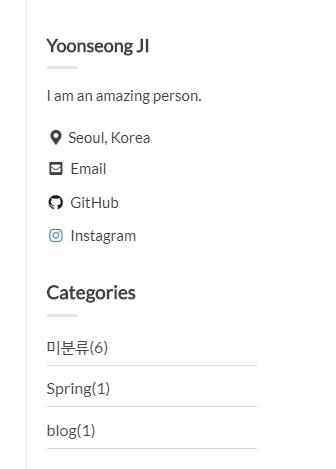 Yoonseong JI
I am an amazing person.
Seoul, Korea
Email
GitHub
Instagram
Categories
미분류(6)
Spring(1)
blog(1)